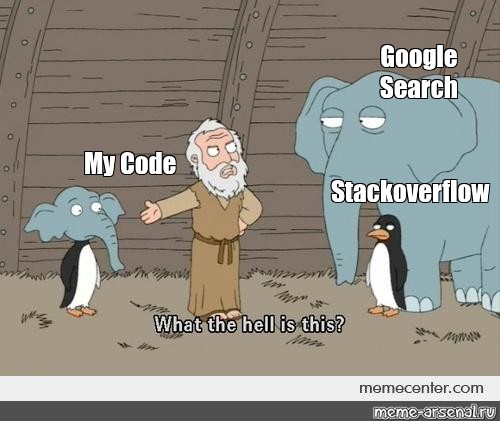 Google
Search
My Code
Stackoverflow
What the hell is this?
memecenter.com
meme-arsenal.ru